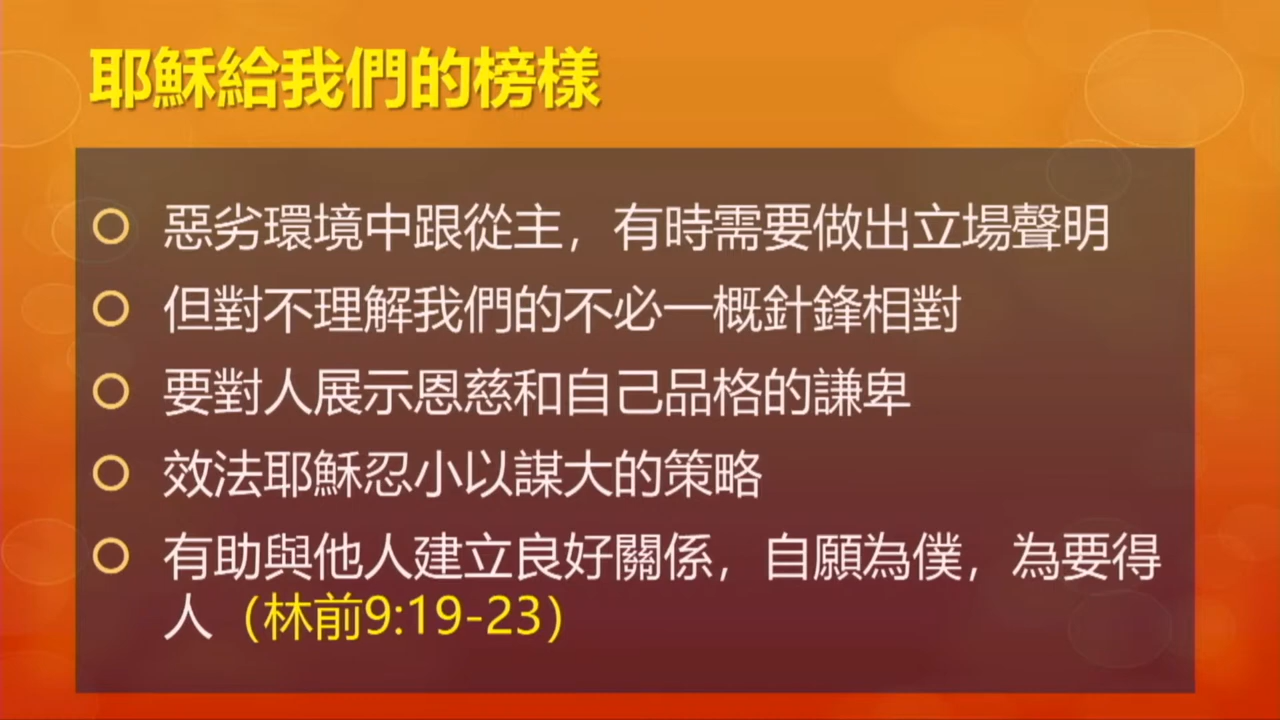 耶穌給我們的榜樣
惡劣環境中跟從主，有時需要做出立場聲明
但對不理解我們的不必一概針鋒相對
要對人展示恩慈和自己品格的謙卑
效法耶穌忍小以謀大的策略
有助與他人建立良好關係，自願為僕，為要得
人（林前9:19-23）